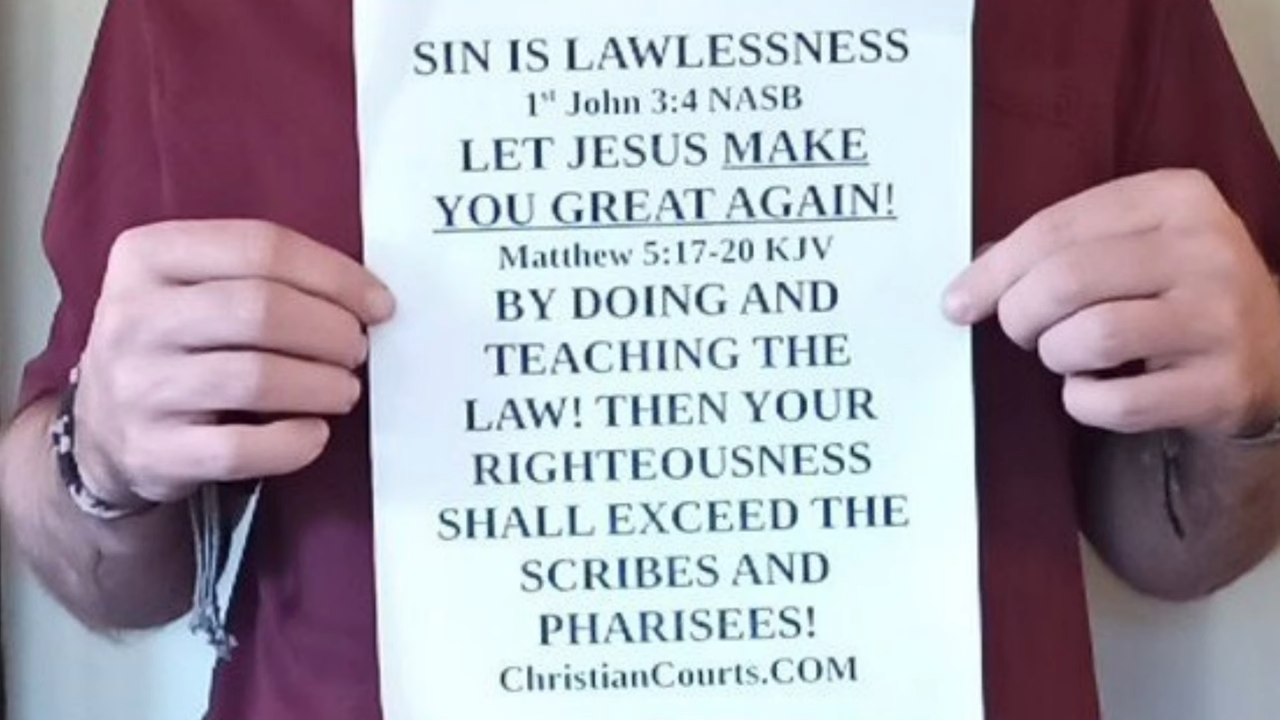 SIN IS LAWLESSNESS
1st John 3:4 NASB
LET JESUS MAKE
YOU GREAT AGAIN!
Matthew 5:17-20 KJV
BY DOING AND
TEACHING THE
LAW! THEN YOUR
RIGHTEOUSNESS
SHALL EXCEED THE
SCRIBES AND
PHARISEES!
ChristianCourts.COM